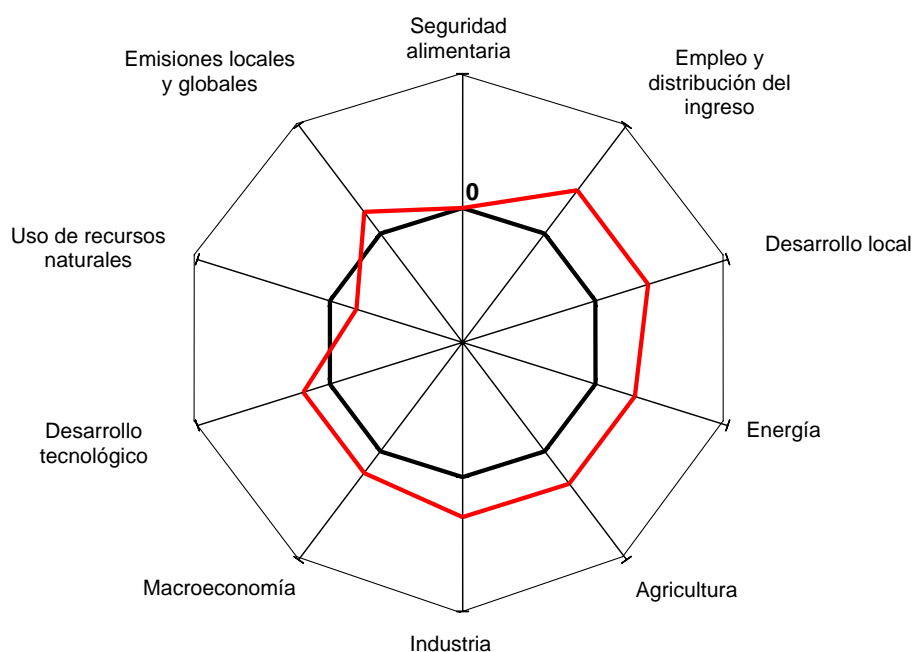 Seguridad
alimentaria
Empleo y
distribución del
ingreso
Desarrollo local
Energía
Agricultura
Industria
Macroeconomía
Desarrollo
tecnológico
Uso de recursos
naturales
Emisiones locales
y globales
0